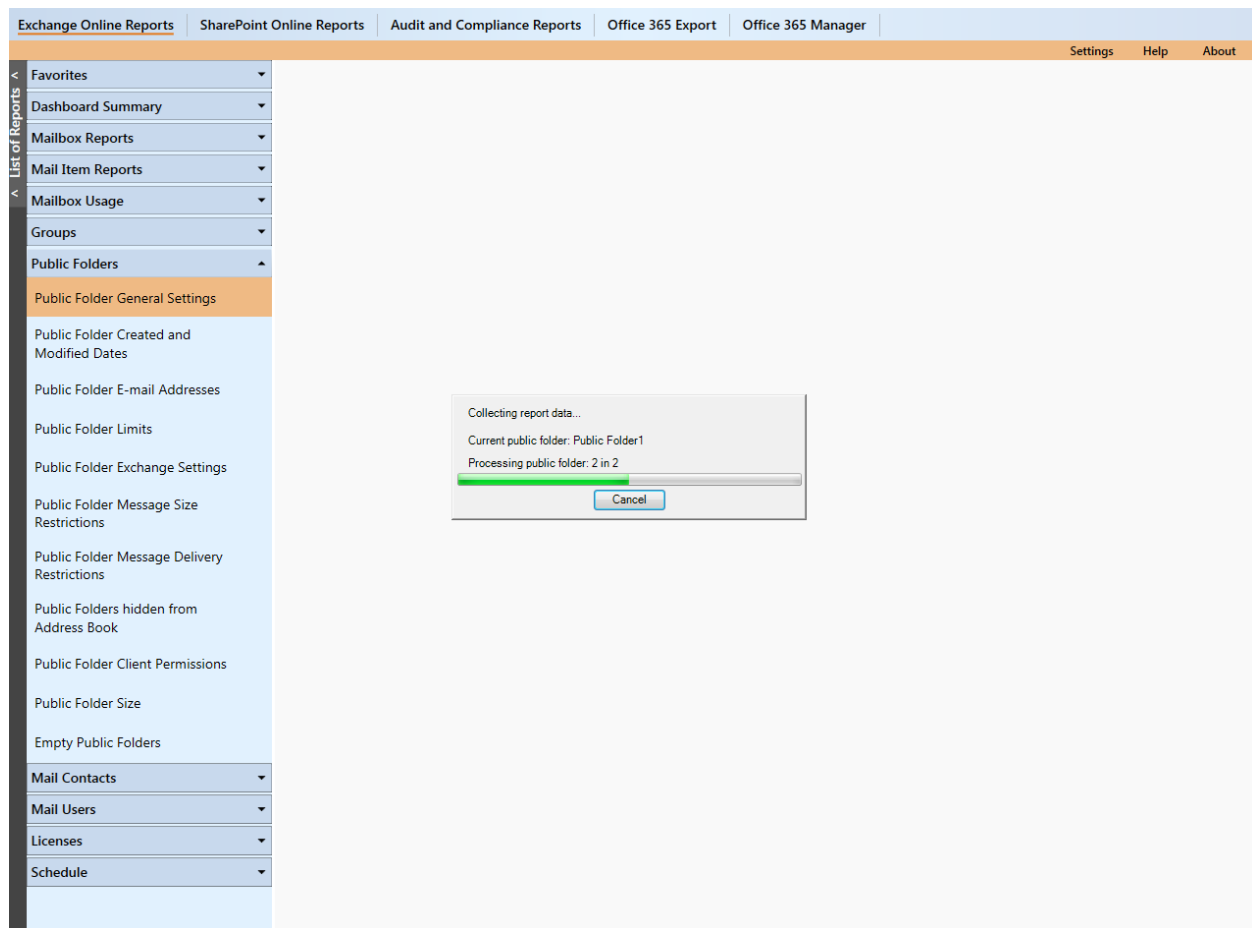 Exchange Online Reports
SharePoint Online Reports
Audit and Compliance Reports
Office 365 Export
Office 365 Manager
Settings
Help
About
< List of Reports <
Favorites
Dashboard Summary
Mailbox Reports
Mail Item Reports
Mailbox Usage
Groups
Public Folders
Public Folder General Settings
Public Folder Created and
Modified Dates
Public Folder E-mail Addresses
Public Folder Limits
Public Folder Exchange Settings
Public Folder Message Size
Restrictions
Public Folder Message Delivery
Restrictions
Public Folders hidden from
Address Book
Public Folder Client Permissions
Public Folder Size
Empty Public Folders
Mail Contacts
Mail Users
Licenses
Schedule
Collecting report data...
Current public folder: Public Folder1
Processing public folder: 2 in 2
Cancel